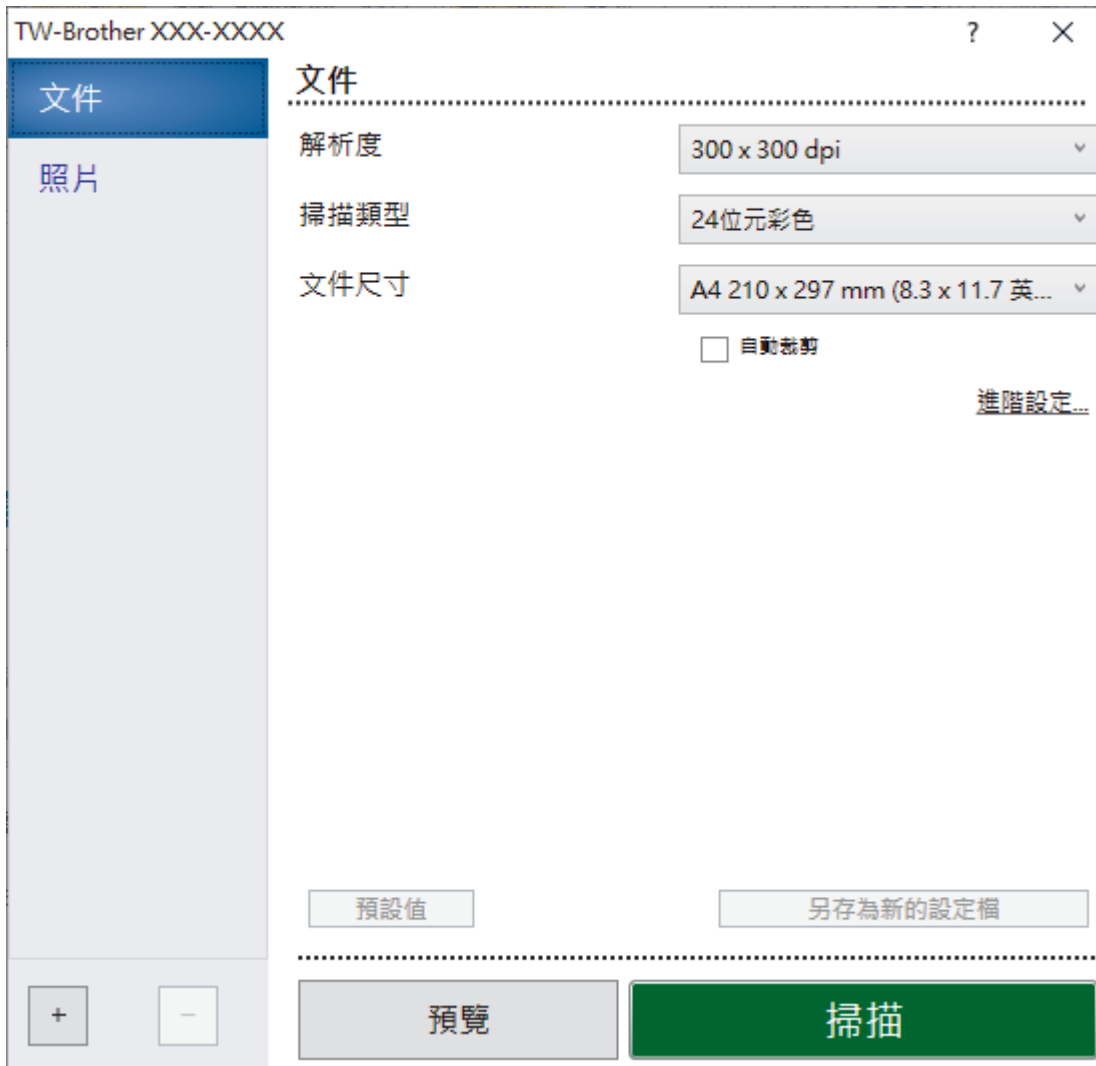 TW-Brother XXX-XXXX
?
文件
照片
文件
解析度
300 x 300 dpi
掃描類型
24位元彩色
文件尺寸
A4 210 x 297 mm (8.3 x 11.7 英...
自動裁剪
進階設定...
預設值
另存為新的設定檔
+
−
預覽
掃描